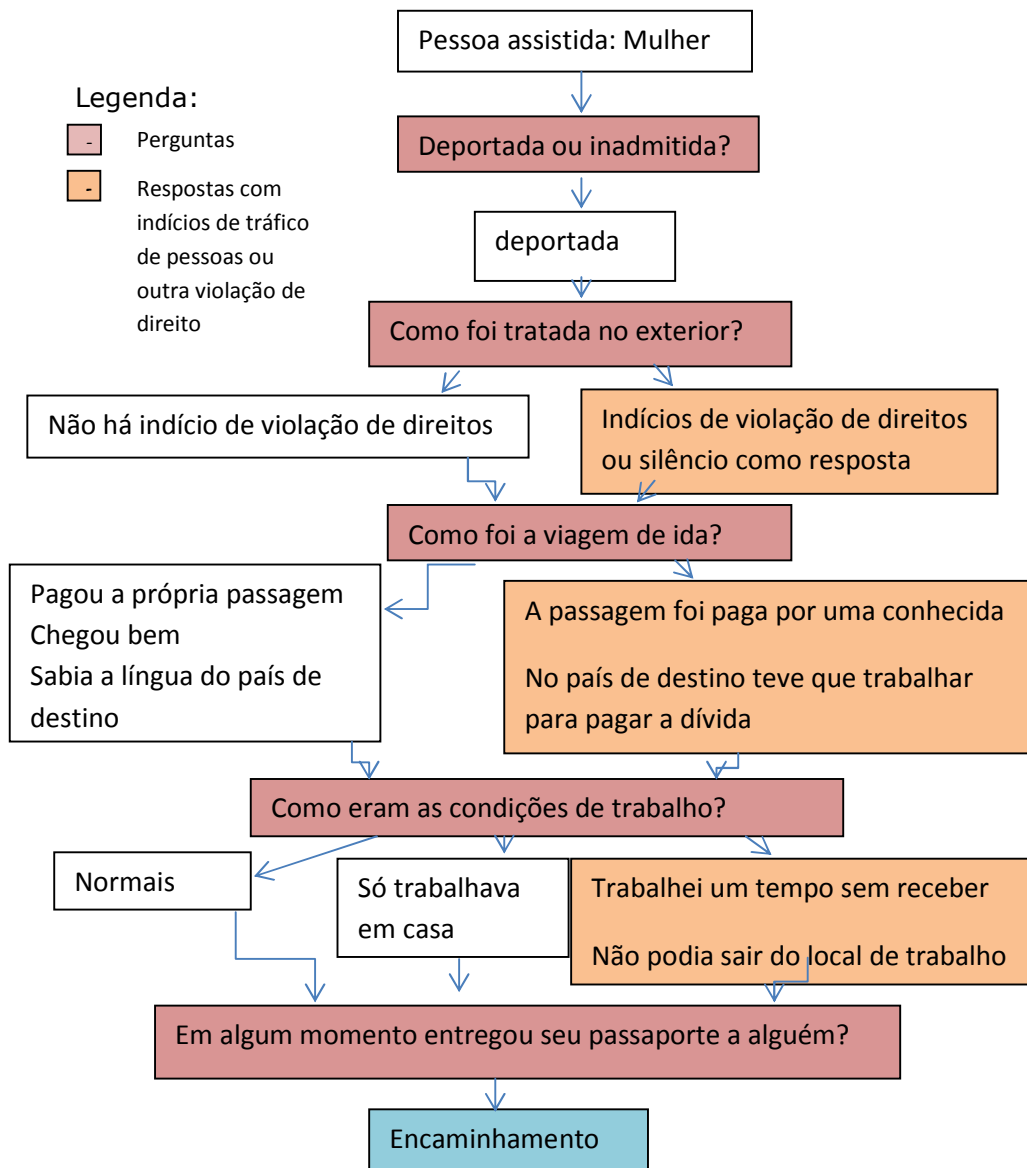 Pessoa assistida: Mulher
Legenda:
- Perguntas
- Respostas com
indícios de tráfico
de pessoas ou
outra violação de
direito
Deportada ou inadmitida?
deportada
Como foi tratada no exterior?
Não há indício de violação de direitos
Indícios de violação de direitos
ou silêncio como resposta
Como foi a viagem de ida?
Pagou a própria passagem
Chegou bem
Sabia a língua do país de
destino
A passagem foi paga por uma conhecida
No país de destino teve que trabalhar
para pagar a dívida
Como eram as condições de trabalho?
Normais
Só trabalhava
em casa
Trabalhei um tempo sem receber
Não podia sair do local de trabalho
Em algum momento entregou seu passaporte a alguém?
Encaminhamento